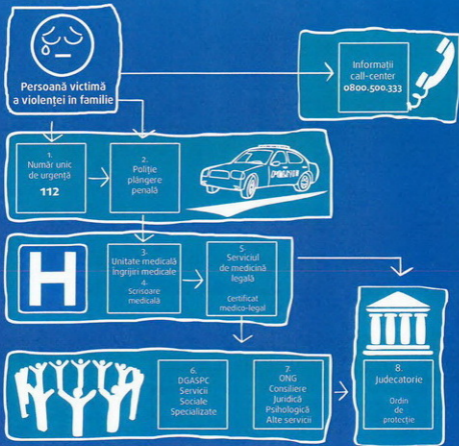 Persoană victimă
a violenței în familie
Informații
call-center
0800.500.333
1.
Număr unic
de urgență
112
2.
Poliție
plângere
penală
POLICE
H
3.
Unitate medicală
îngrijiri medicale
4.
Scrisoare
medicală
5.
Serviciul
de medicină
legală
Certificat
medico-legal
6.
DGASPC
Servicii
Sociale
Specializate
7.
ONG
Consiliere
Juridică
Psihologică
Alte servicii
8.
Judecatorie
Ordin
de
protecție